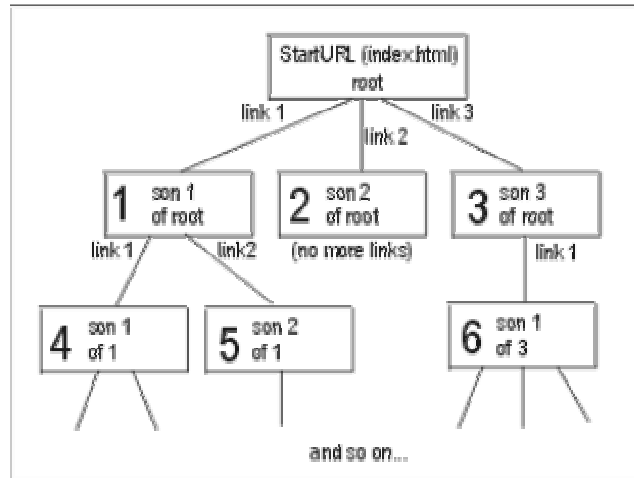 StartURL (index.html)
root
link 1
link 2
link 3
1 son 1
of root
2 son 2
of root
3 son 3
of root
(no more links)
link 1
link2
link 1
4 son 1
of 1
5 son 2
of 1
6 son 1
of 3
and so on...